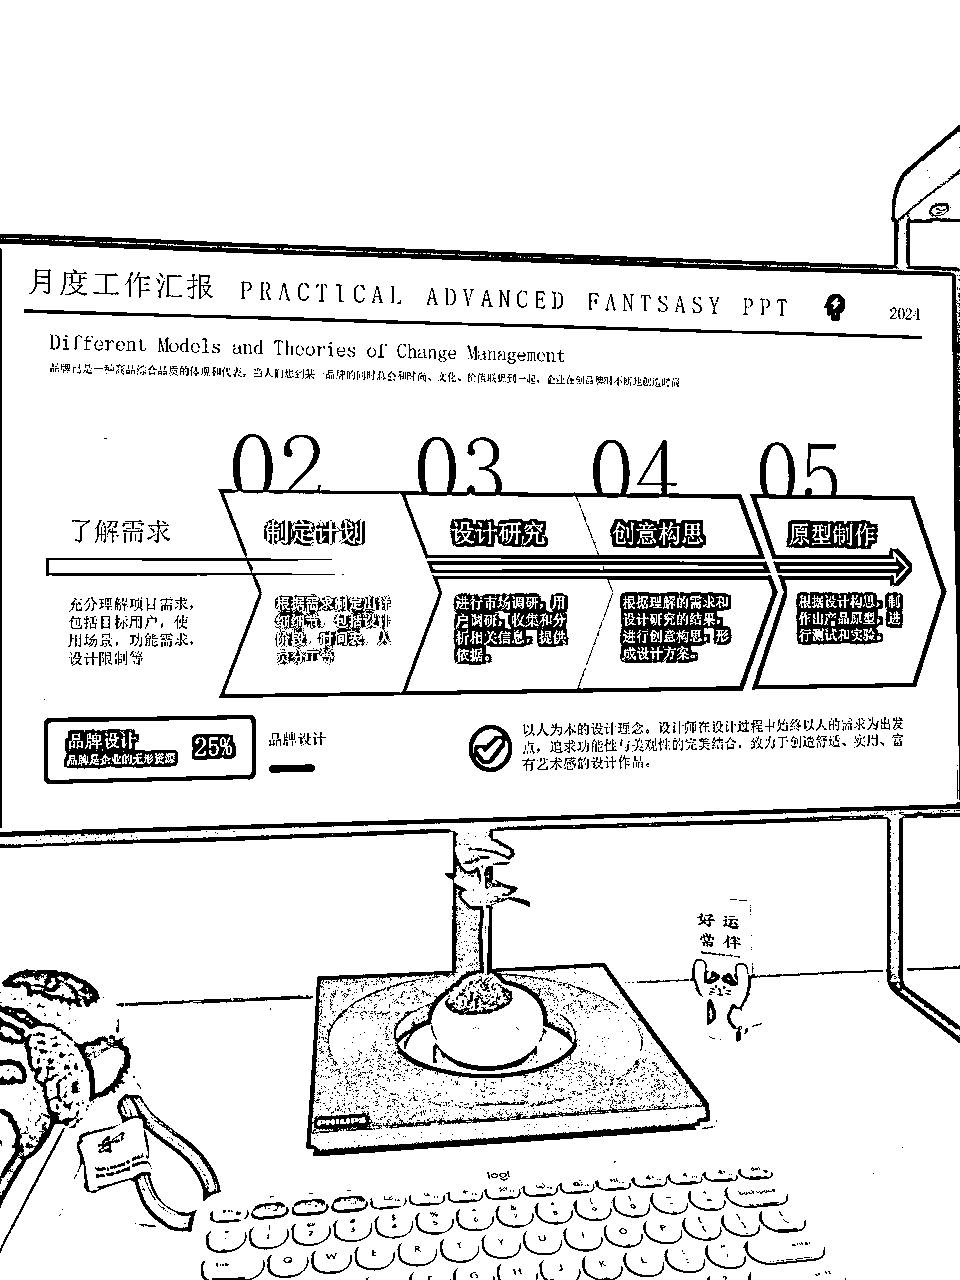 月度工作汇报 PRACTICAL ADVANCED FANTSASY PPT 2024
Different Models and Theories of Change Management
品牌已是一种商品综合品质的体现和代表，当人们想到某一品牌的同时总会和时尚、文化、价值联想到一起，企业在创品牌时不断地创造时尚
02 03 04 05
了解需求
充分理解项目需求，
包括目标用户，使
用场景，功能需求，
设计限制等
制定计划
根据需求制定出详
细细节，包括设计
阶段，时间表，人
员分工等
设计研究
进行市场调研，用
户调研，收集和分
析相关信息，提供
依据。
创意构思
根据理解的需求和
设计研究的结果，
进行创意构思，形
成设计方案。
原型制作
根据设计构思，制
作出产品原型，进
行测试和实验。
品牌设计
品牌是企业的无形资源
25%
品牌设计
以人为本的设计理念。设计师在设计过程中始终以人的需求为出发
点，追求功能性与美观性的完美结合，致力于创造舒适、实用、富
有艺术感的设计作品。
好运
常伴
PHILIPS
logi
Q W E R T Y U I O P
F G H J K L